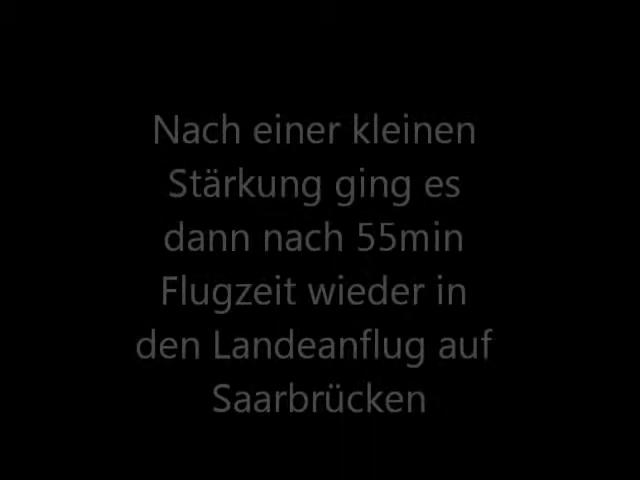 Nach einer kleinen
Stärkung ging es
dann nach 55min
Flugzeit wieder in
den Landeanflug auf
Saarbrücken